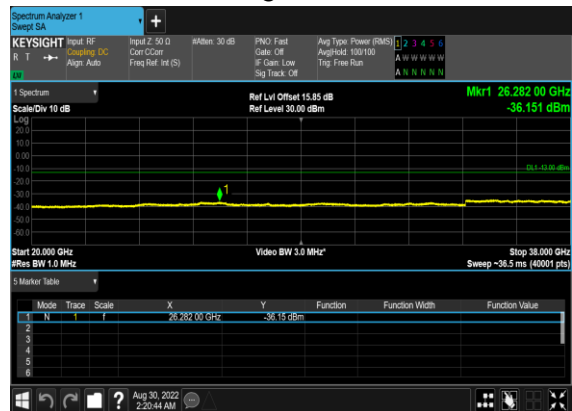 Spectrum Analyzer 1
Swept SA
+
KEYSIGHT Input: RF Input Z: 50 Ω #Atten: 30 dB PNO: Fast Avg Type: Power (RMS) 1 2 3 4 5 6
R T Coupling: DC Corr CCorr Gate: Off Avg|Hold: 100/100 A W W W W W
Align: Auto Freq Ref: Int (S) IF Gain: Low Trig: Free Run
Sig Track: Off A N N N N N
1 Spectrum Ref Lvl Offset 15.85 dB Mkr1 26.282 00 GHz
Scale/Div 10 dB Ref Level 30.00 dBm -36.151 dBm
Log
20.0
10.0
0.00
-10.0 DL1 -13.00 dBm
-20.0
-30.0 1
-40.0
-50.0
-60.0
Start 20.000 GHz Video BW 3.0 MHz* Stop 38.000 GHz
#Res BW 1.0 MHz Sweep ~36.5 ms (40001 pts)
5 Marker Table
Mode Trace Scale X Y Function Function Width Function Value
1 N 1 f 26.282 00 GHz -36.15 dBm
2
3
4
5
6
? Aug 30, 2022
2:20:44 AM